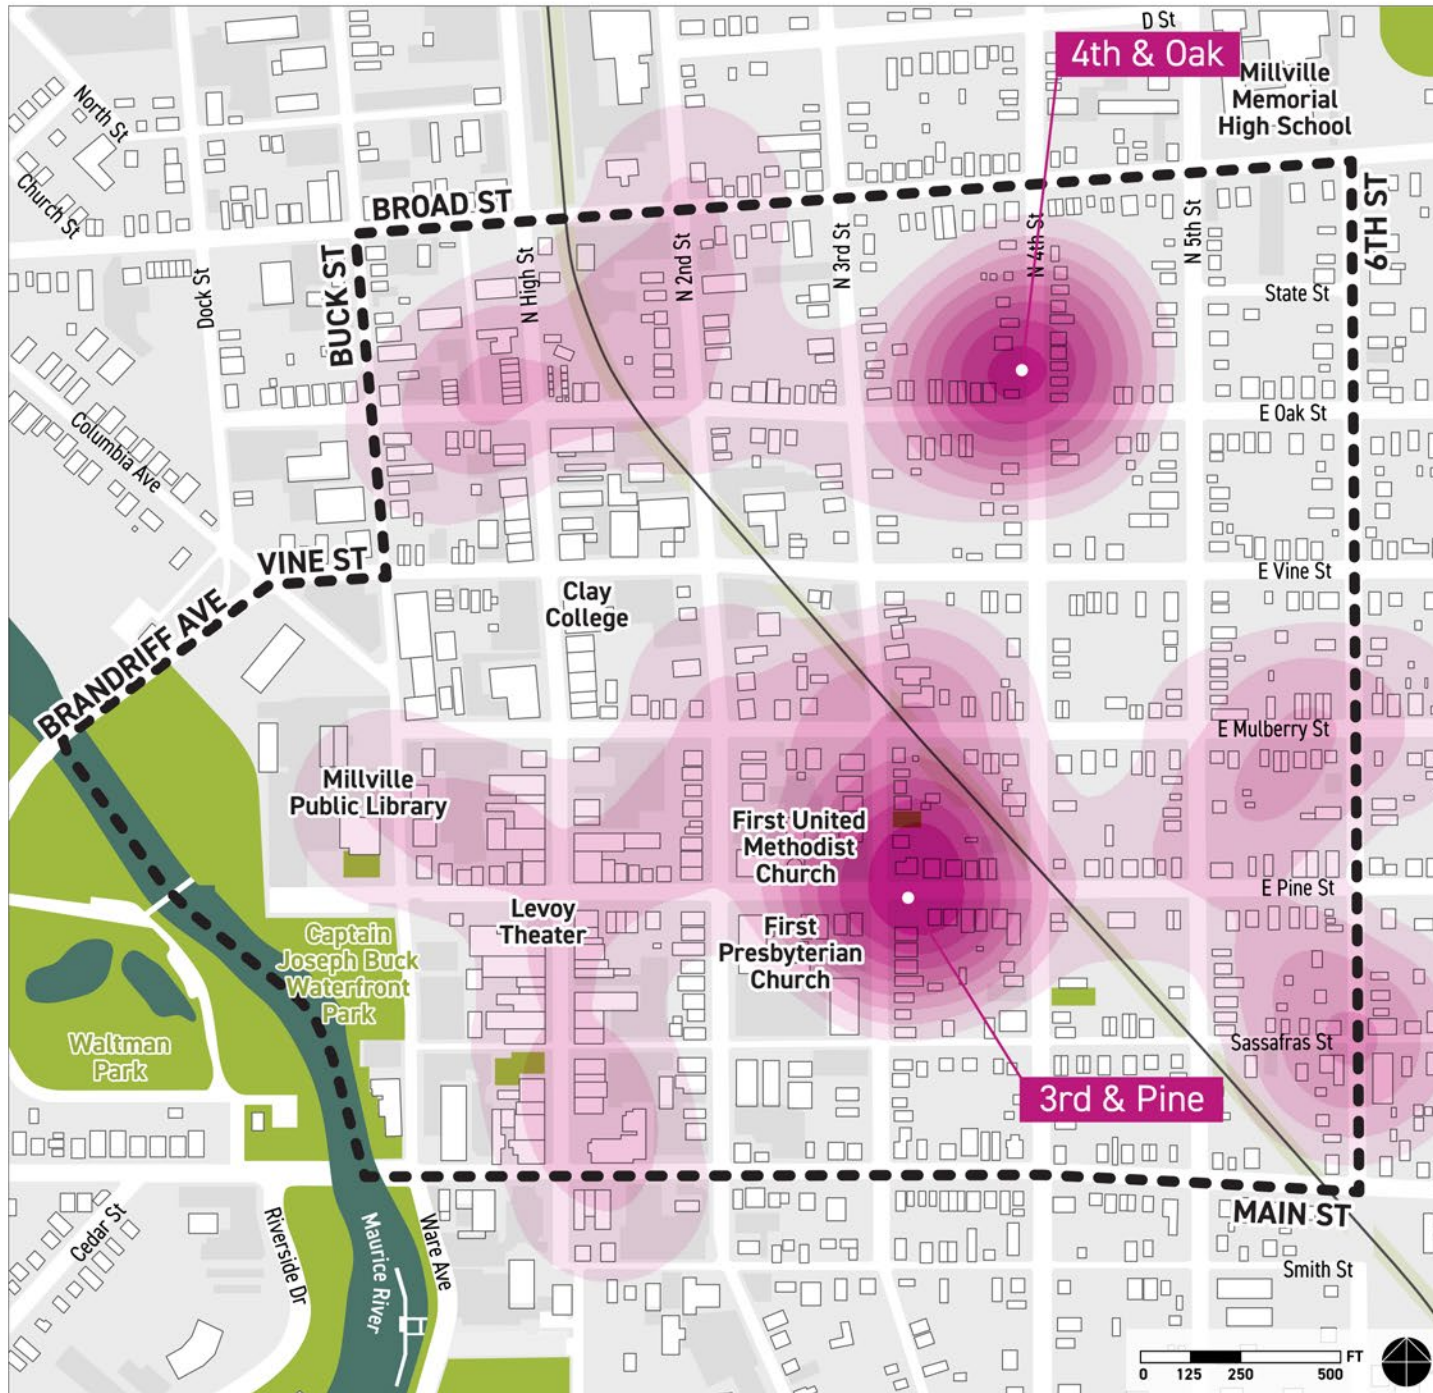 D St
4th & Oak
Millville
Memorial
High School
North St
Church St
BROAD ST
6TH ST
BUCK ST
Dock St
N High St
N 2nd St
N 3rd St
N 4th St
N 5th St
State St
E Oak St
Columbia Ave
VINE ST
E Vine St
Clay
College
BRANDRIFF AVE
E Mulberry St
Millville
Public Library
First United
Methodist
Church
E Pine St
Levoy
Theater
First
Presbyterian
Church
Captain
Joseph Buck
Waterfront
Park
Waltman
Park
Sassafras St
3rd & Pine
MAIN ST
Cedar St
Riverside Dr
Maurice River
Ware Ave
Smith St
FT
0 125 250 500